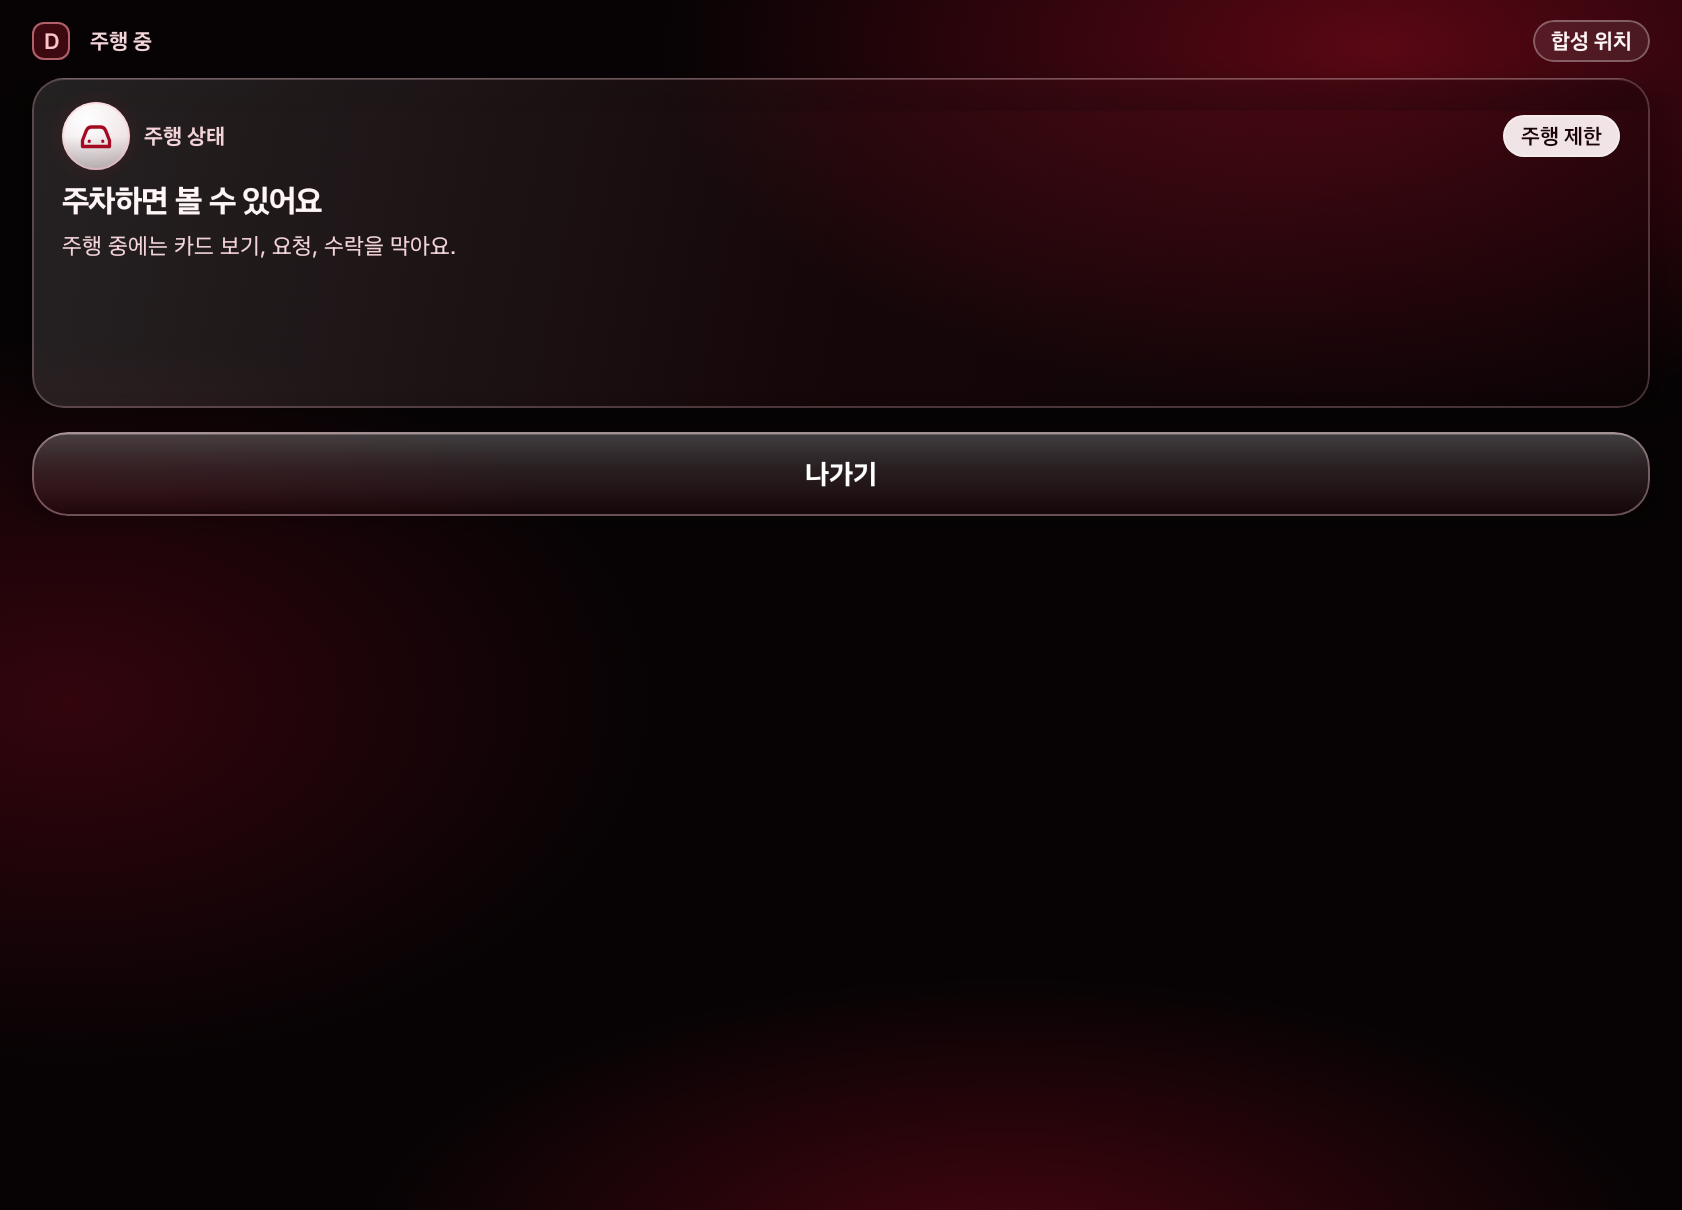 D 주행 중
합성 위치
주행 상태
주행 제한
주차하면 볼 수 있어요
주행 중에는 카드 보기, 요청, 수락을 막아요.
나가기